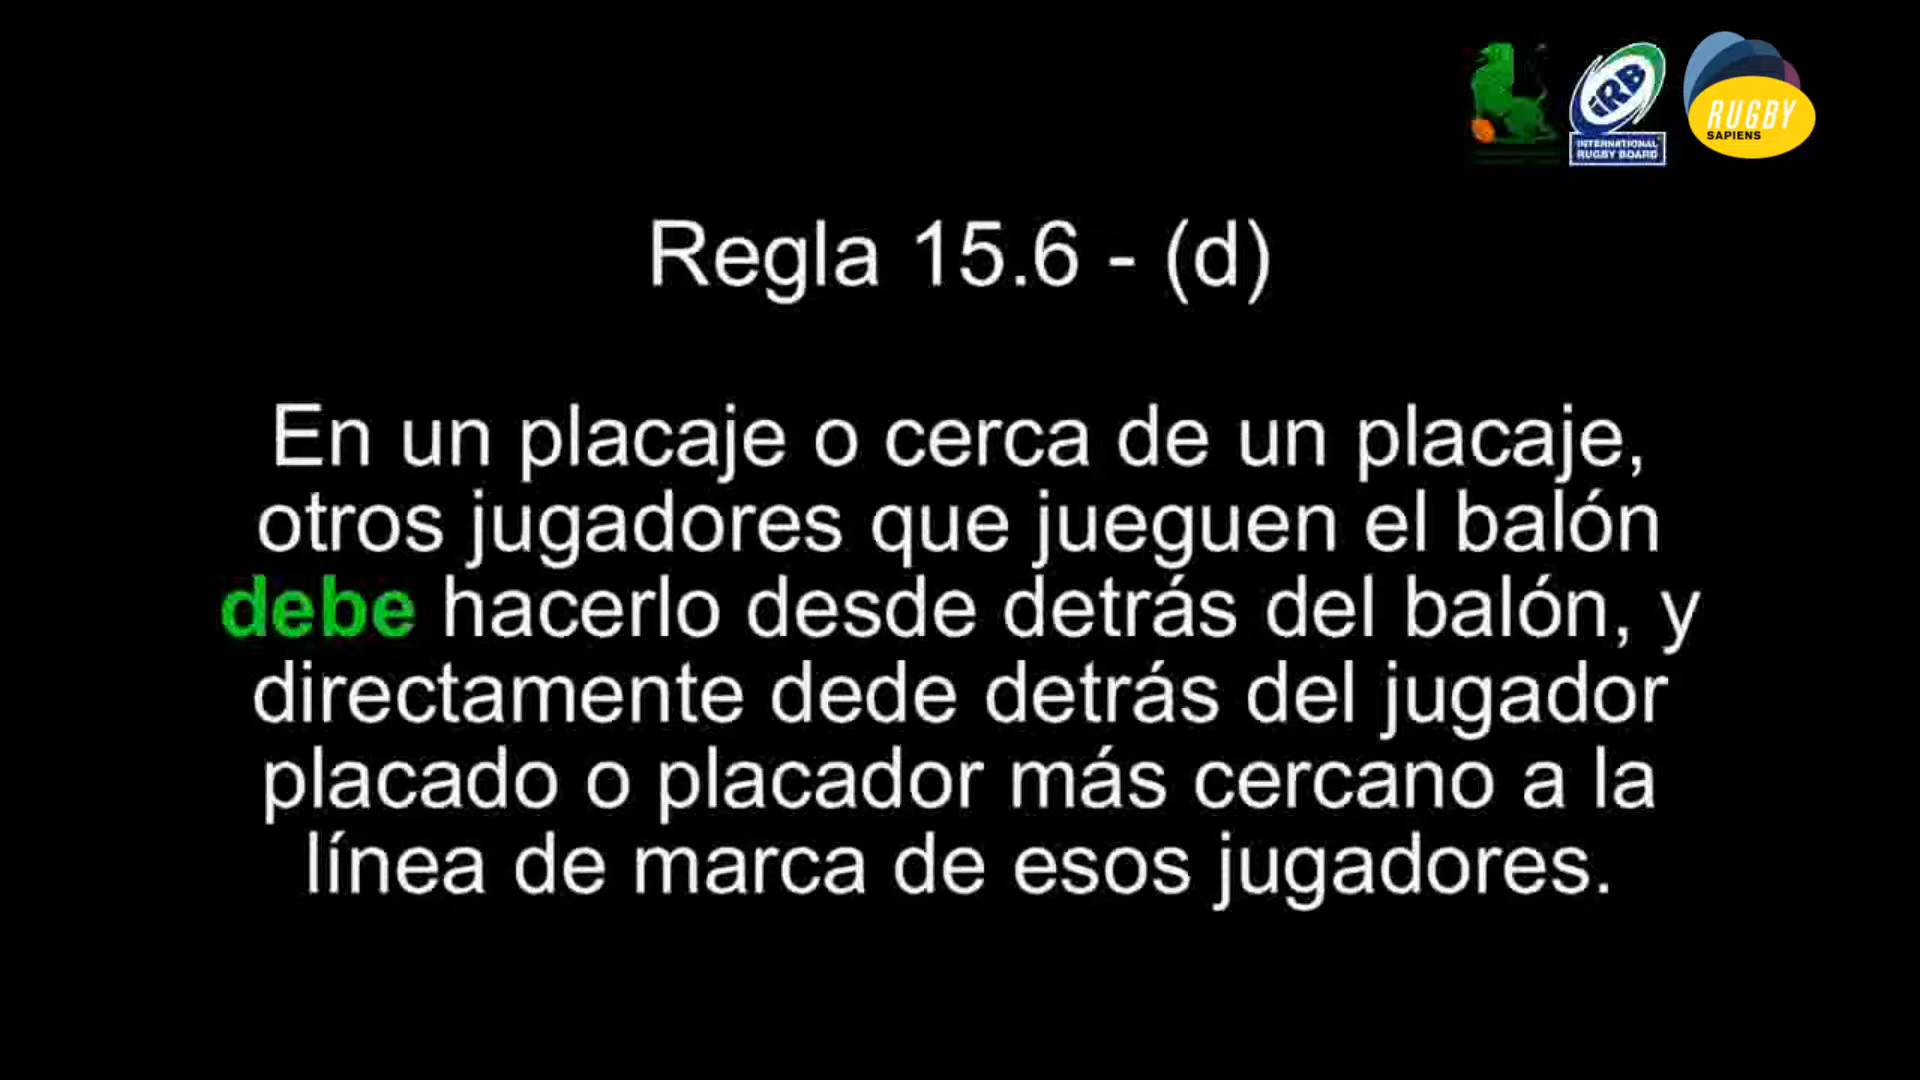 iRB
INTERNATIONAL
RUGBY BOARD
RUGBY
SAPIENS
Regla 15.6 - (d)
En un placaje o cerca de un placaje,
otros jugadores que jueguen el balón
debe hacerlo desde detrás del balón, y
directamente dede detrás del jugador
placado o placador más cercano a la
línea de marca de esos jugadores.